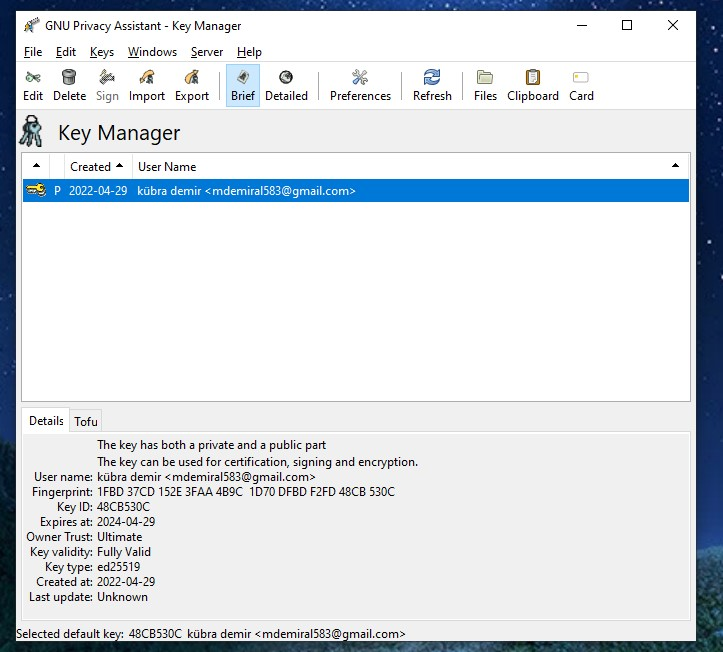 GNU Privacy Assistant - Key Manager
File Edit Keys Windows Server Help
Edit Delete Sign Import Export Brief Detailed Preferences Refresh Files Clipboard Card
Key Manager
Created User Name
P 2022-04-29 kübra demir <mdemiral583@gmail.com>
Details Tofu
The key has both a private and a public part
The key can be used for certification, signing and encryption.
User name: kübra demir <mdemiral583@gmail.com>
Fingerprint: 1FBD 37CD 152E 3FAA 4B9C 1D70 DFBD F2FD 48CB 530C
Key ID: 48CB530C
Expires at: 2024-04-29
Owner Trust: Ultimate
Key validity: Fully Valid
Key type: ed25519
Created at: 2022-04-29
Last update: Unknown
Selected default key: 48CB530C kübra demir <mdemiral583@gmail.com>